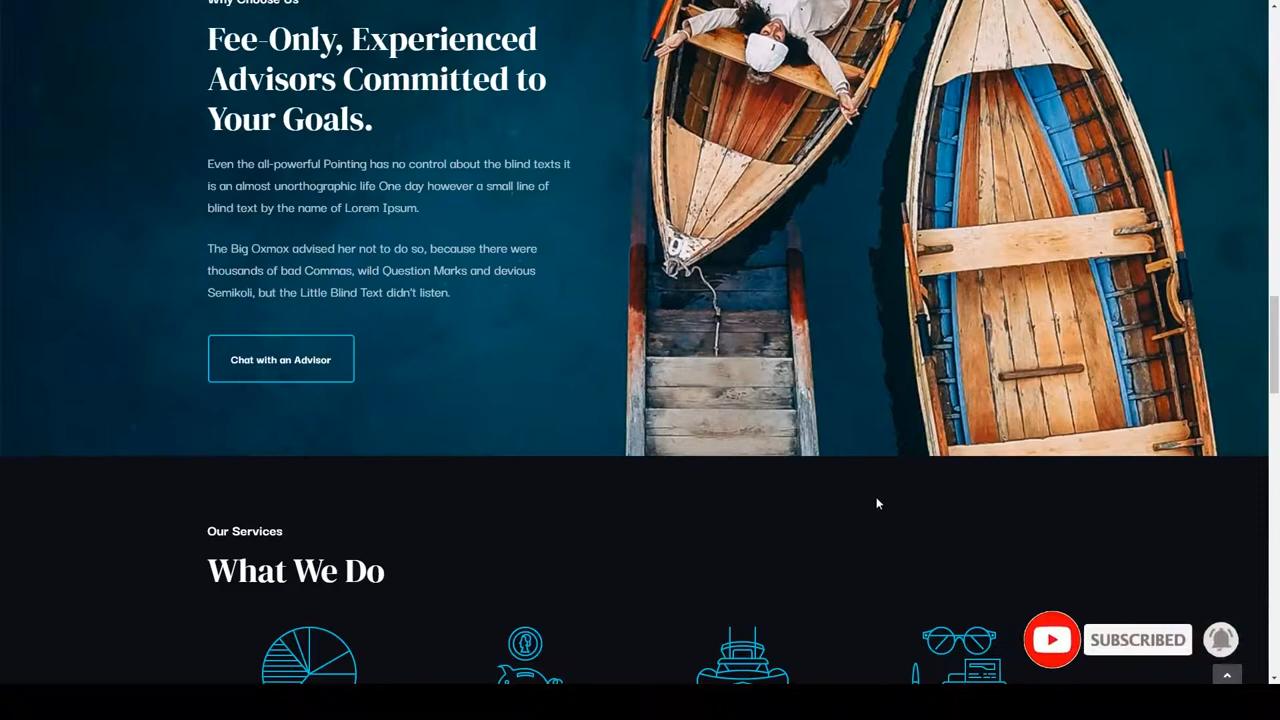 Why Choose Us
Fee-Only, Experienced
Advisors Committed to
Your Goals.
Even the all-powerful Pointing has no control about the blind texts it
is an almost unorthographic life One day however a small line of
blind text by the name of Lorem Ipsum.
The Big Oxmox advised her not to do so, because there were
thousands of bad Commas, wild Question Marks and devious
Semikoli, but the Little Blind Text didn't listen.
Chat with an Advisor
Our Services
What We Do
SUBSCRIBED